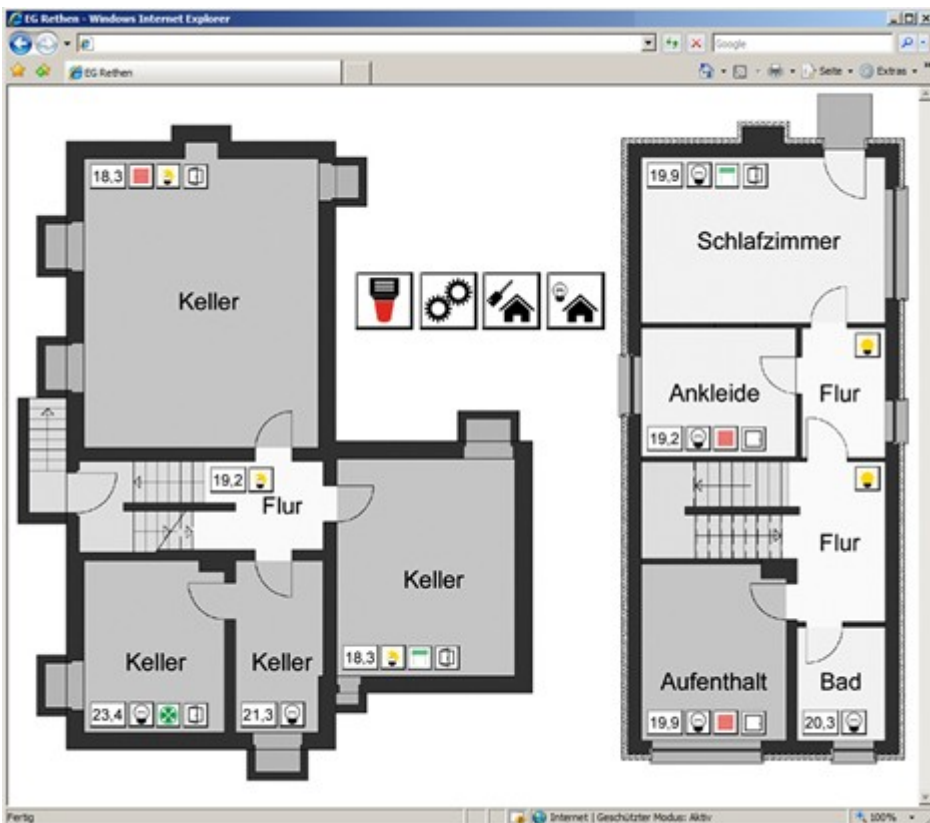 EG Rethen - Windows Internet Explorer
Google
EG Rethen
Seite
Extras
18,3
19,9
Schlafzimmer
Keller
Ankleide
Flur
19,2
19,2
Flur
Flur
Keller
18,3
Keller
Keller
23,4
21,3
Aufenthalt
Bad
19,9
20,3
Fertig
Internet | Geschützter Modus: Aktiv
100%